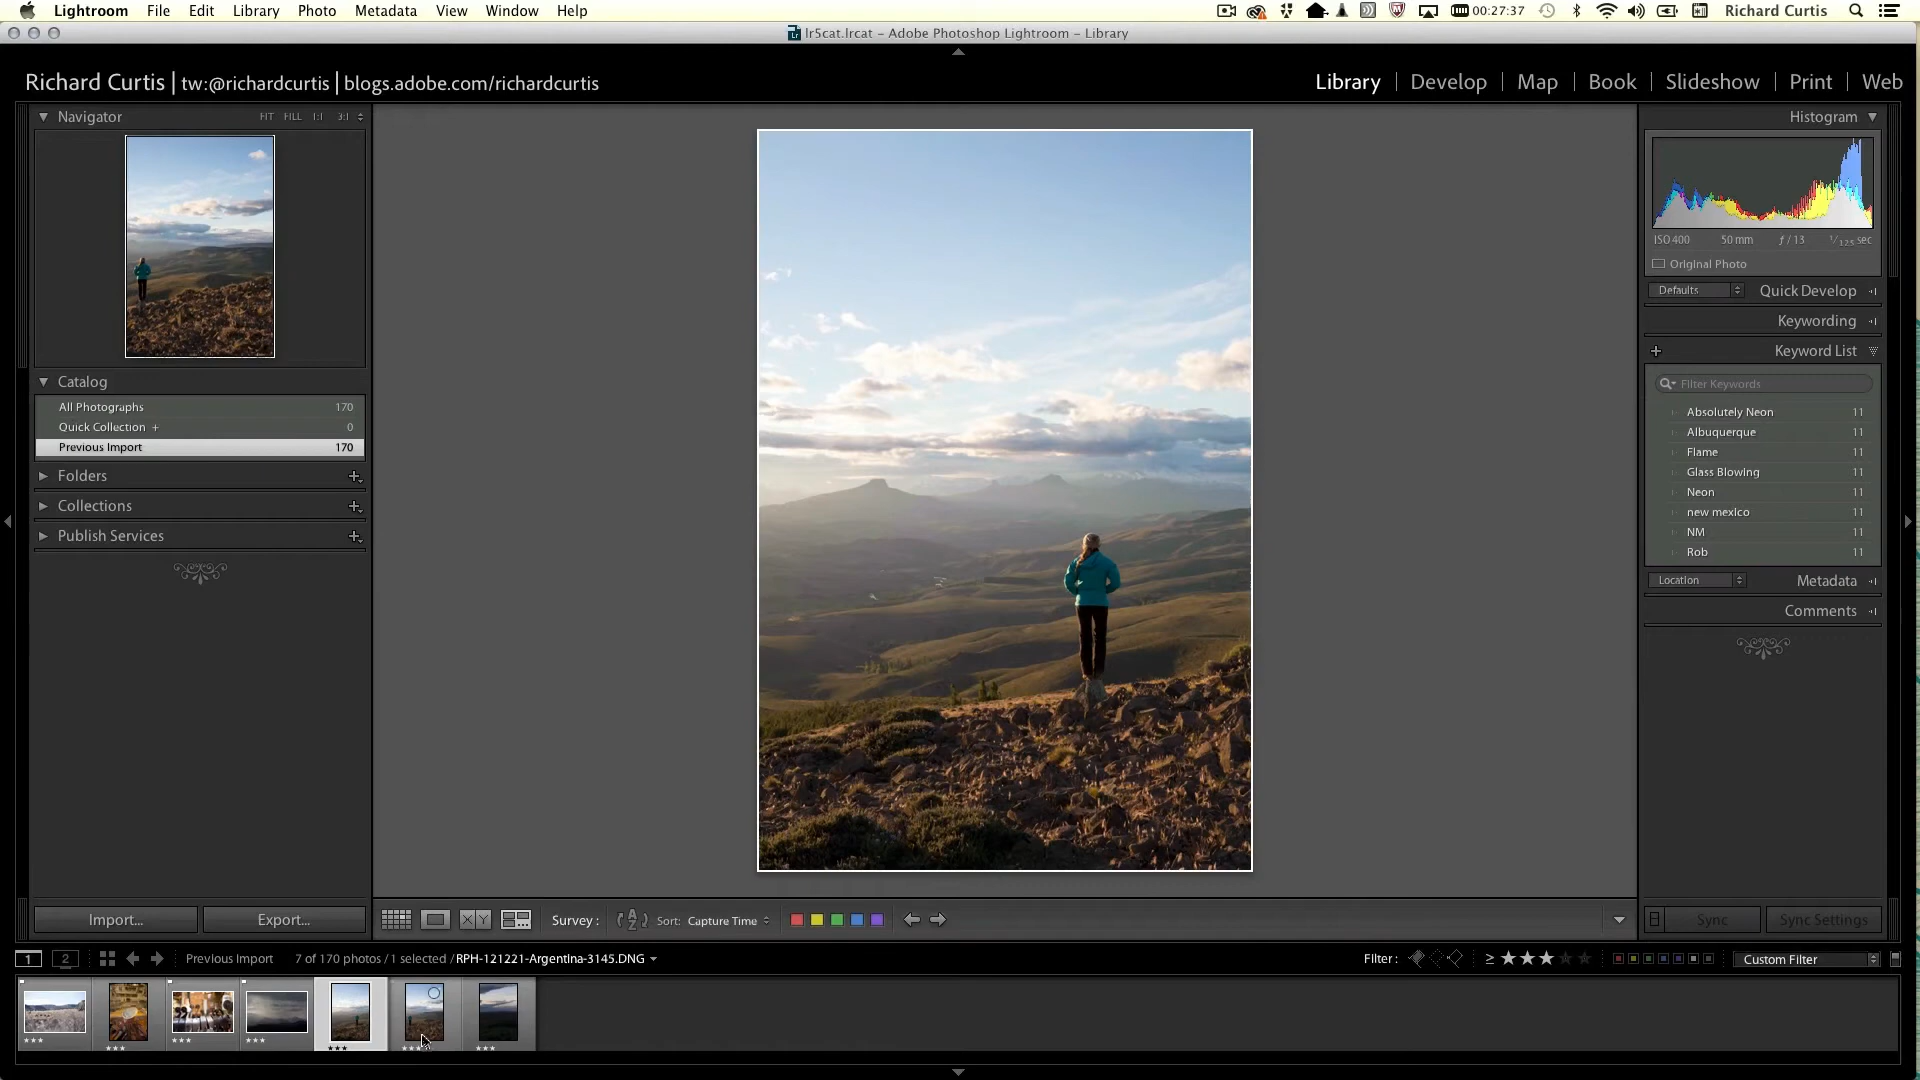 Lightroom File Edit Library Photo Metadata View Window Help 00:27:37 Richard Curtis
lr5cat.lrcat – Adobe Photoshop Lightroom – Library
Richard Curtis | tw:@richardcurtis | blogs.adobe.com/richardcurtis
Library | Develop | Map | Book | Slideshow | Print | Web
Navigator FIT FILL 1:1 3:1
Histogram
ISO 400 50 mm ƒ / 13 1/125 sec
Original Photo
Defaults Quick Develop
Keywording
Keyword List
Filter Keywords
Absolutely Neon 11
Albuquerque 11
Flame 11
Glass Blowing 11
Neon 11
new mexico 11
NM 11
Rob 11
Location Metadata
Comments
Catalog
All Photographs 170
Quick Collection + 0
Previous Import 170
Folders
Collections
Publish Services
Import... Export...
XY Survey : Sort: Capture Time
Sync Sync Settings
1 2 Previous Import 7 of 170 photos / 1 selected / RPH-121221-Argentina-3145.DNG
Filter : ≥ ★★★★★ Custom Filter